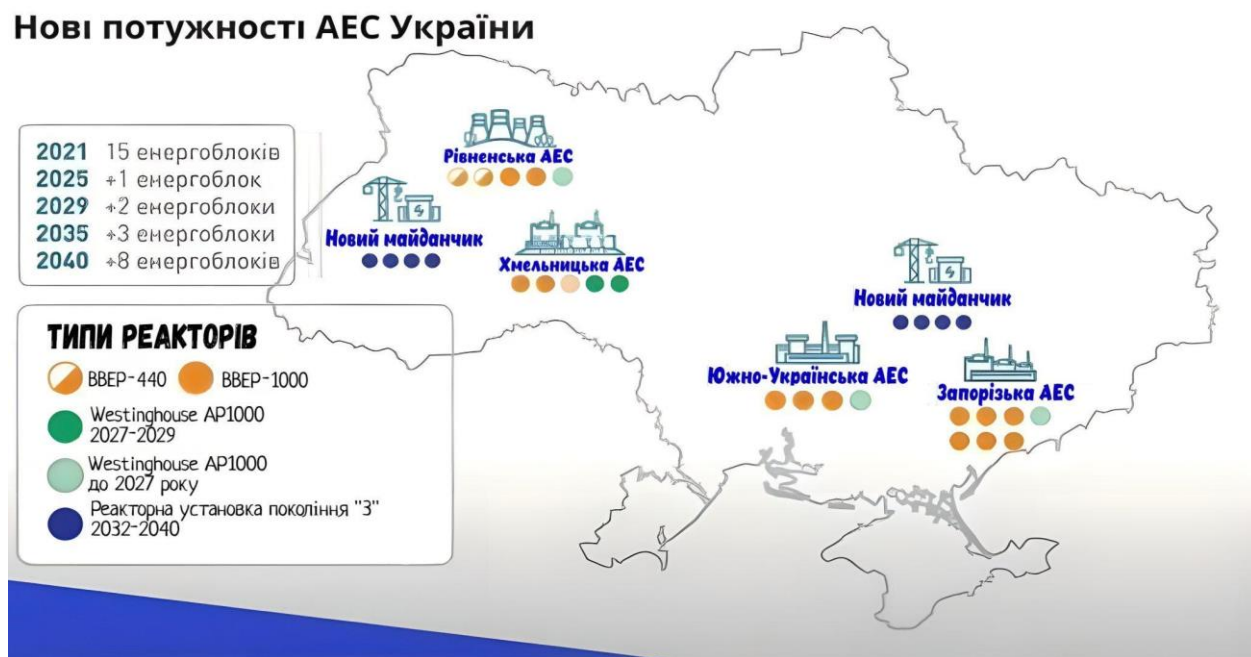 Нові потужності АЕС України
2021 15 енергоблоків
2025 +1 енергоблок
2029 +2 енергоблоки
2035 +3 енергоблоки
2040 +8 енергоблоків
Рівненська АЕС
Новий майданчик
Хмельницька АЕС
Новий майданчик
Южно-Українська АЕС
Запорізька АЕС
ТИПИ РЕАКТОРІВ
ВВЕР-440 ВВЕР-1000
Westinghouse AP1000
2027-2029
Westinghouse AP1000
до 2027 року
Реакторна установка покоління "3"
2032-2040